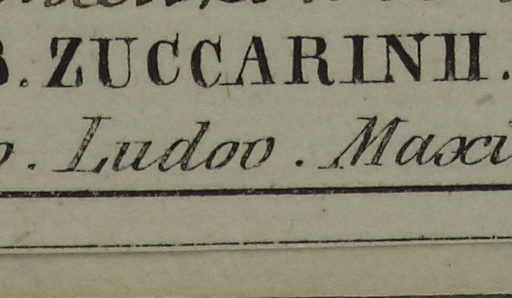 B. ZUCCARINII.
o. Ludov. Maxi